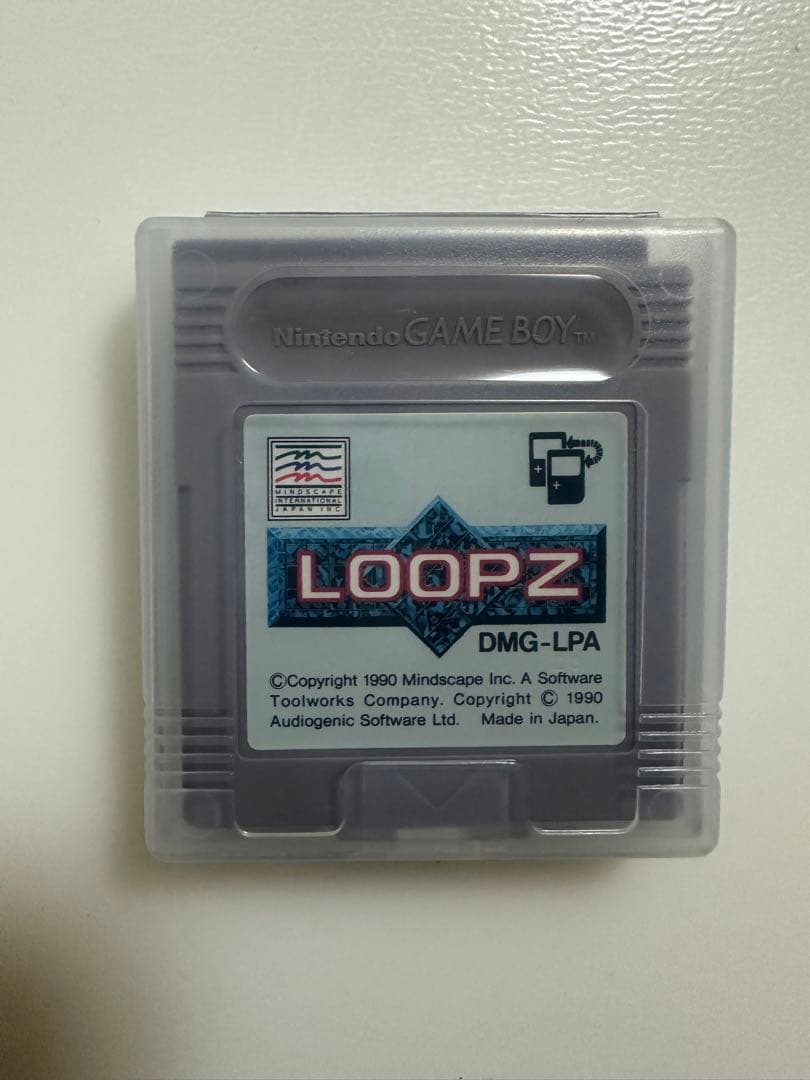 Nintendo GAME BOY™
MINDSCAPE
INTERNATIONAL
JAPAN INC
LOOPZ
DMG-LPA
©Copyright 1990 Mindscape Inc. A Software
Toolworks Company. Copyright © 1990
Audiogenic Software Ltd. Made in Japan.